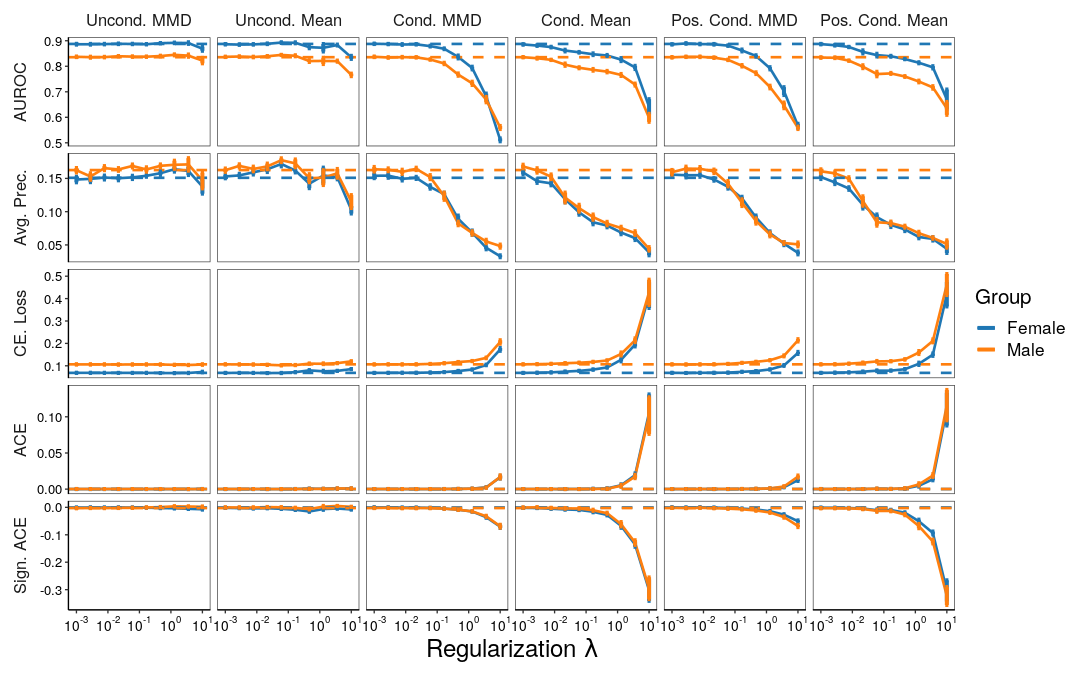 Uncond. MMD Uncond. Mean Cond. MMD Cond. Mean Pos. Cond. MMD Pos. Cond. Mean
AUROC
0.9
0.8
0.7
0.6
0.5
Avg. Prec.
0.15
0.10
0.05
CE. Loss
0.5
0.4
0.3
0.2
0.1
ACE
0.10
0.05
0.00
Sign. ACE
0.0
-0.1
-0.2
-0.3
10⁻³ 10⁻² 10⁻¹ 10⁰ 10¹ 10⁻³ 10⁻² 10⁻¹ 10⁰ 10¹ 10⁻³ 10⁻² 10⁻¹ 10⁰ 10¹ 10⁻³ 10⁻² 10⁻¹ 10⁰ 10¹ 10⁻³ 10⁻² 10⁻¹ 10⁰ 10¹ 10⁻³ 10⁻² 10⁻¹ 10⁰ 10¹
Regularization λ
Group
Female
Male